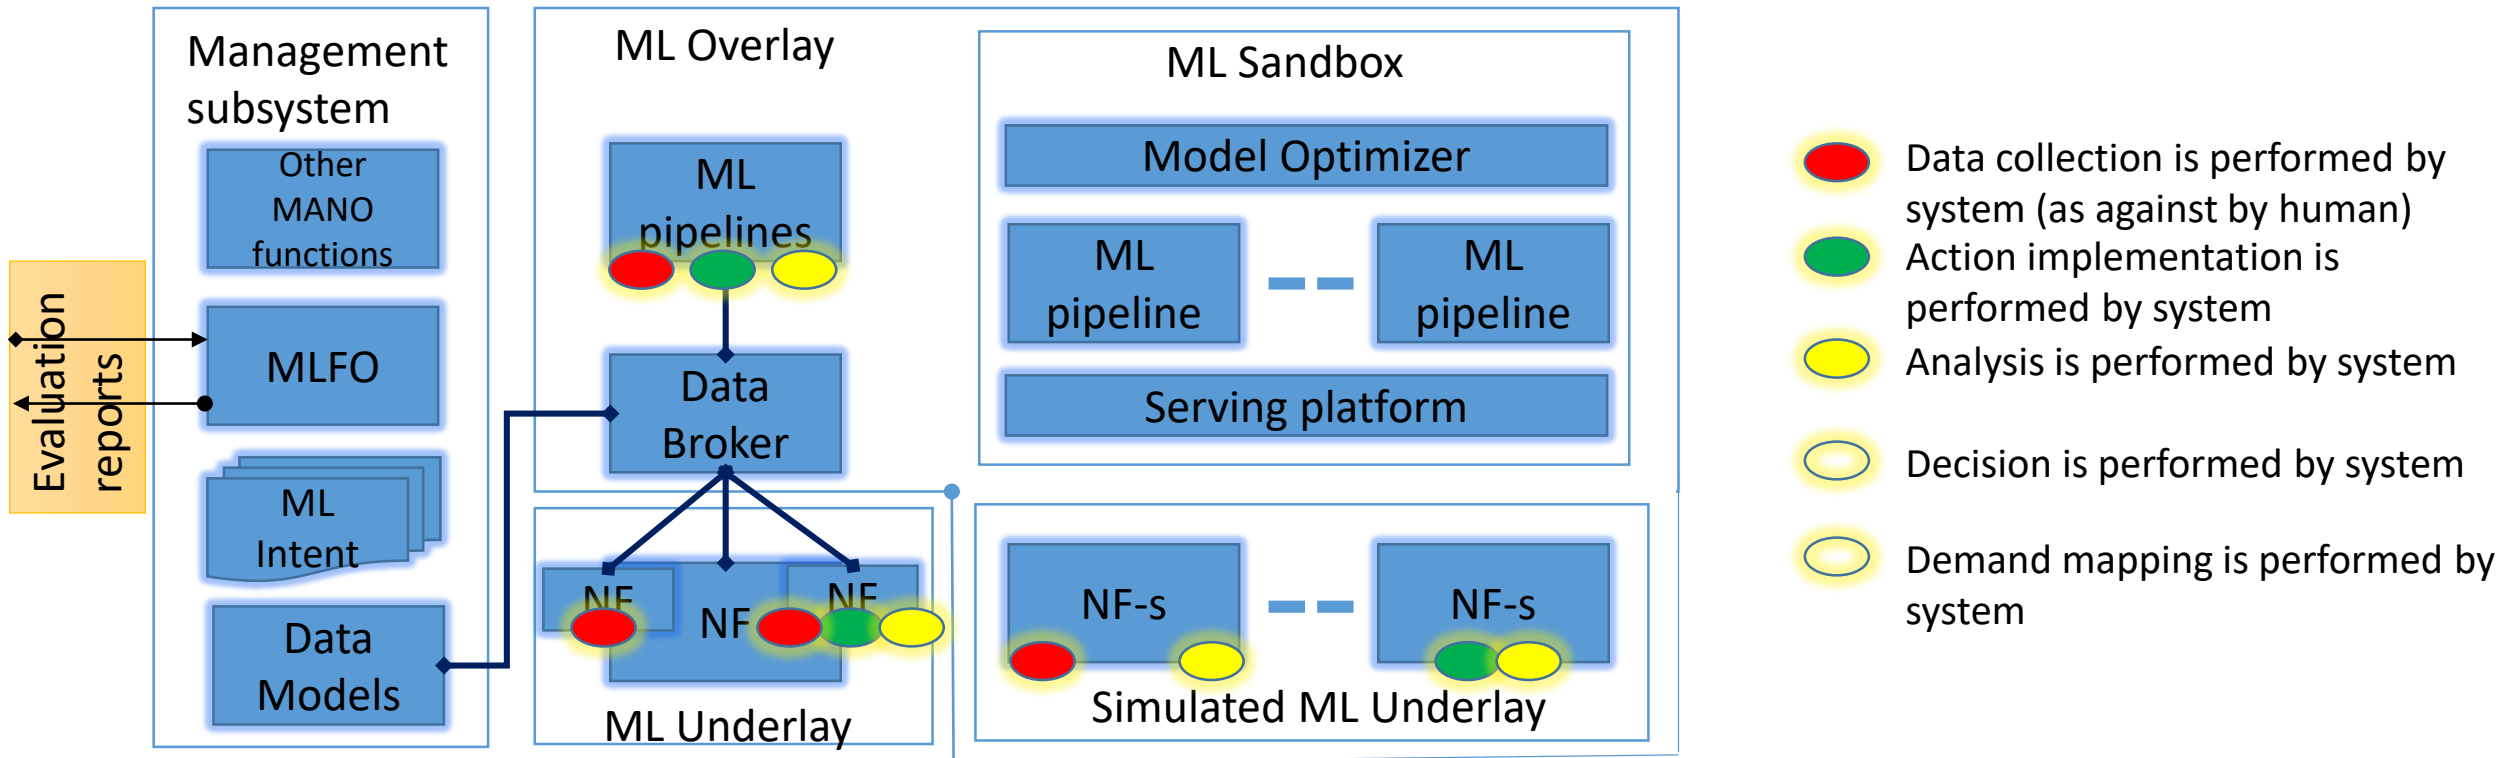 Evaluation
reports
Management
subsystem
Other
MANO
functions
MLFO
ML
Intent
Data
Models
ML Overlay
ML
pipelines
Data
Broker
NF
NF
NF
ML Underlay
ML Sandbox
Model Optimizer
ML
pipeline
ML
pipeline
Serving platform
NF-s
NF-s
Simulated ML Underlay
Data collection is performed by
system (as against by human)
Action implementation is
performed by system
Analysis is performed by system
Decision is performed by system
Demand mapping is performed by
system